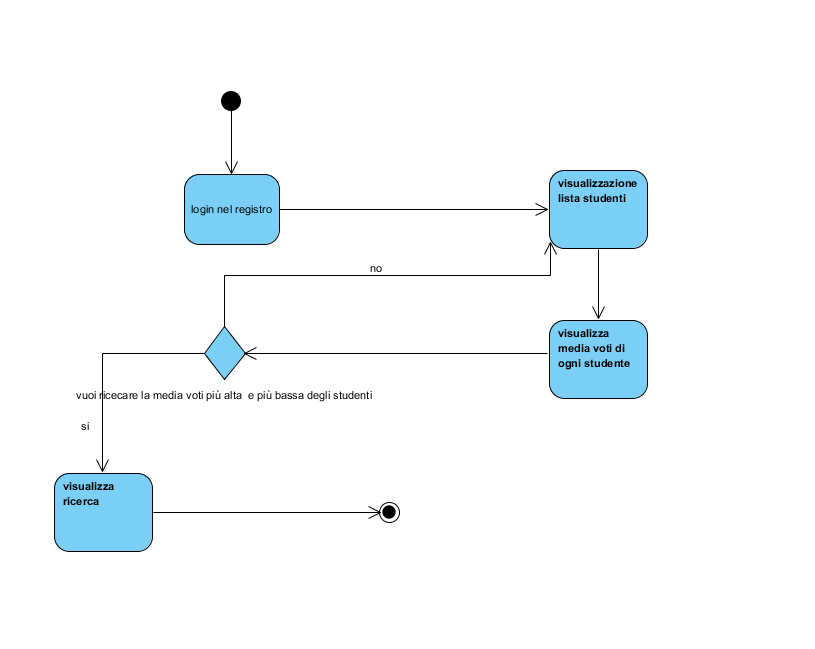 login nel registro
visualizzazione
lista studenti
no
visualizza
media voti di
ogni studente
vuoi ricecare la media voti più alta e più bassa degli studenti
si
visualizza
ricerca